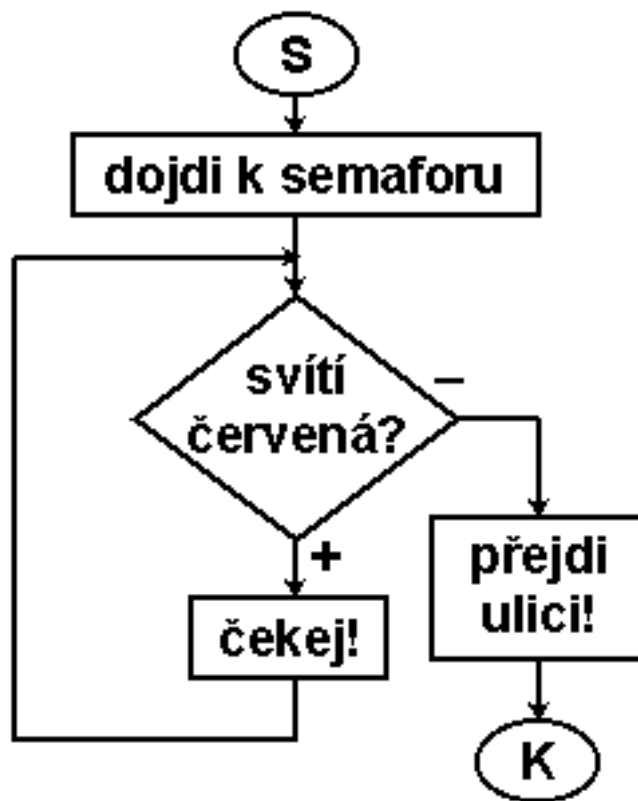 S
dojdi k semaforu
svítí
červená?
–
+
čekej!
přejdi
ulici!
K